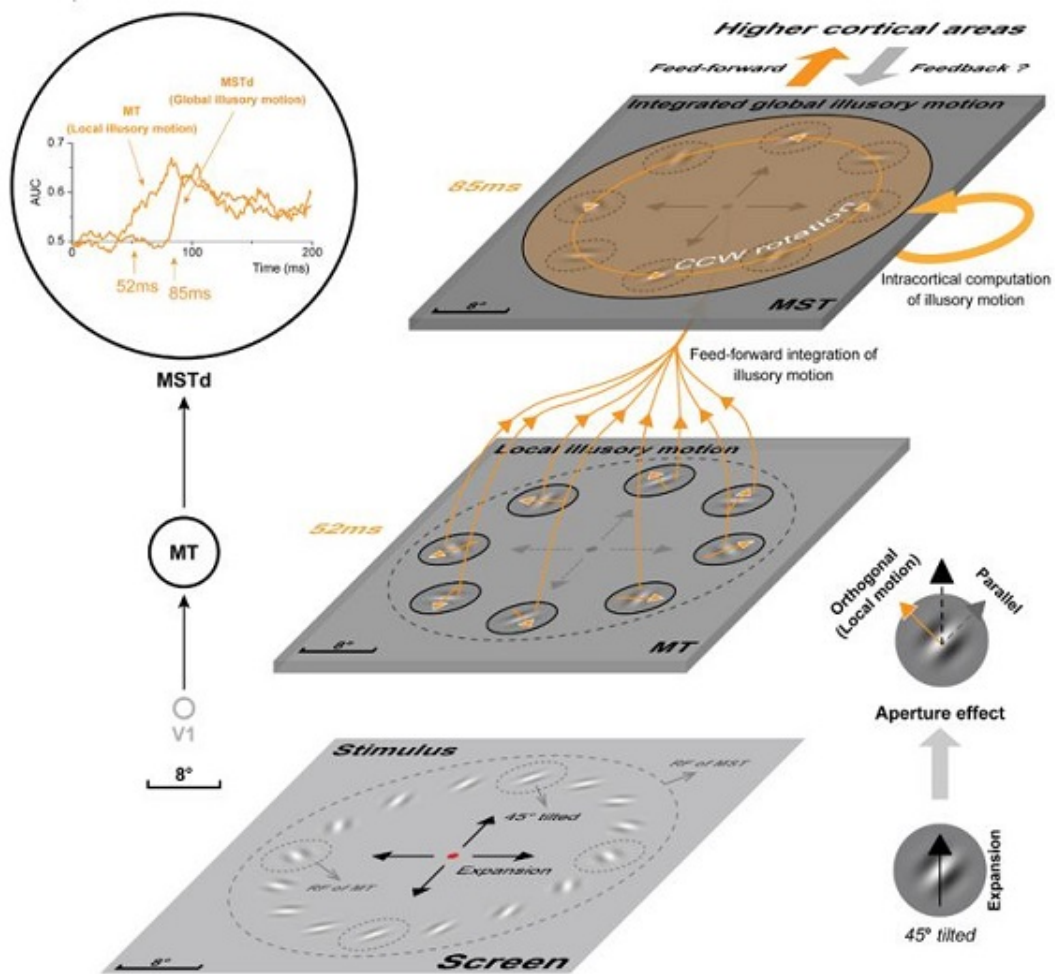 Higher cortical areas
Feed-forward
Feedback ?
Integrated global illusory motion
85ms
CCW rotation
8°
MST
Intracortical computation
of illusory motion
MSTd
(Global illusory motion)
MT
(Local illusory motion)
0.7
0.6
0.5
AUC
100
200
Time (ms)
52ms
85ms
MSTd
Feed-forward integration of
illusory motion
Local illusory motion
52ms
8°
MT
MT
V1
8°
Orthogonal
(Local motion)
Parallel
Aperture effect
Expansion
45° tilted
Stimulus
RF of MST
45° tilted
Expansion
RF of MT
8°
Screen